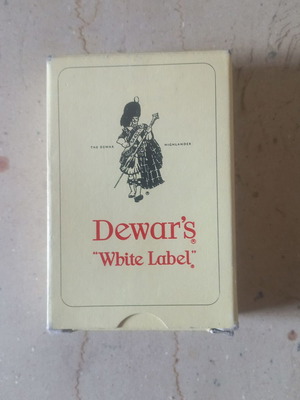 THE DEWAR HIGHLANDER
Dewar's®
"White Label"®